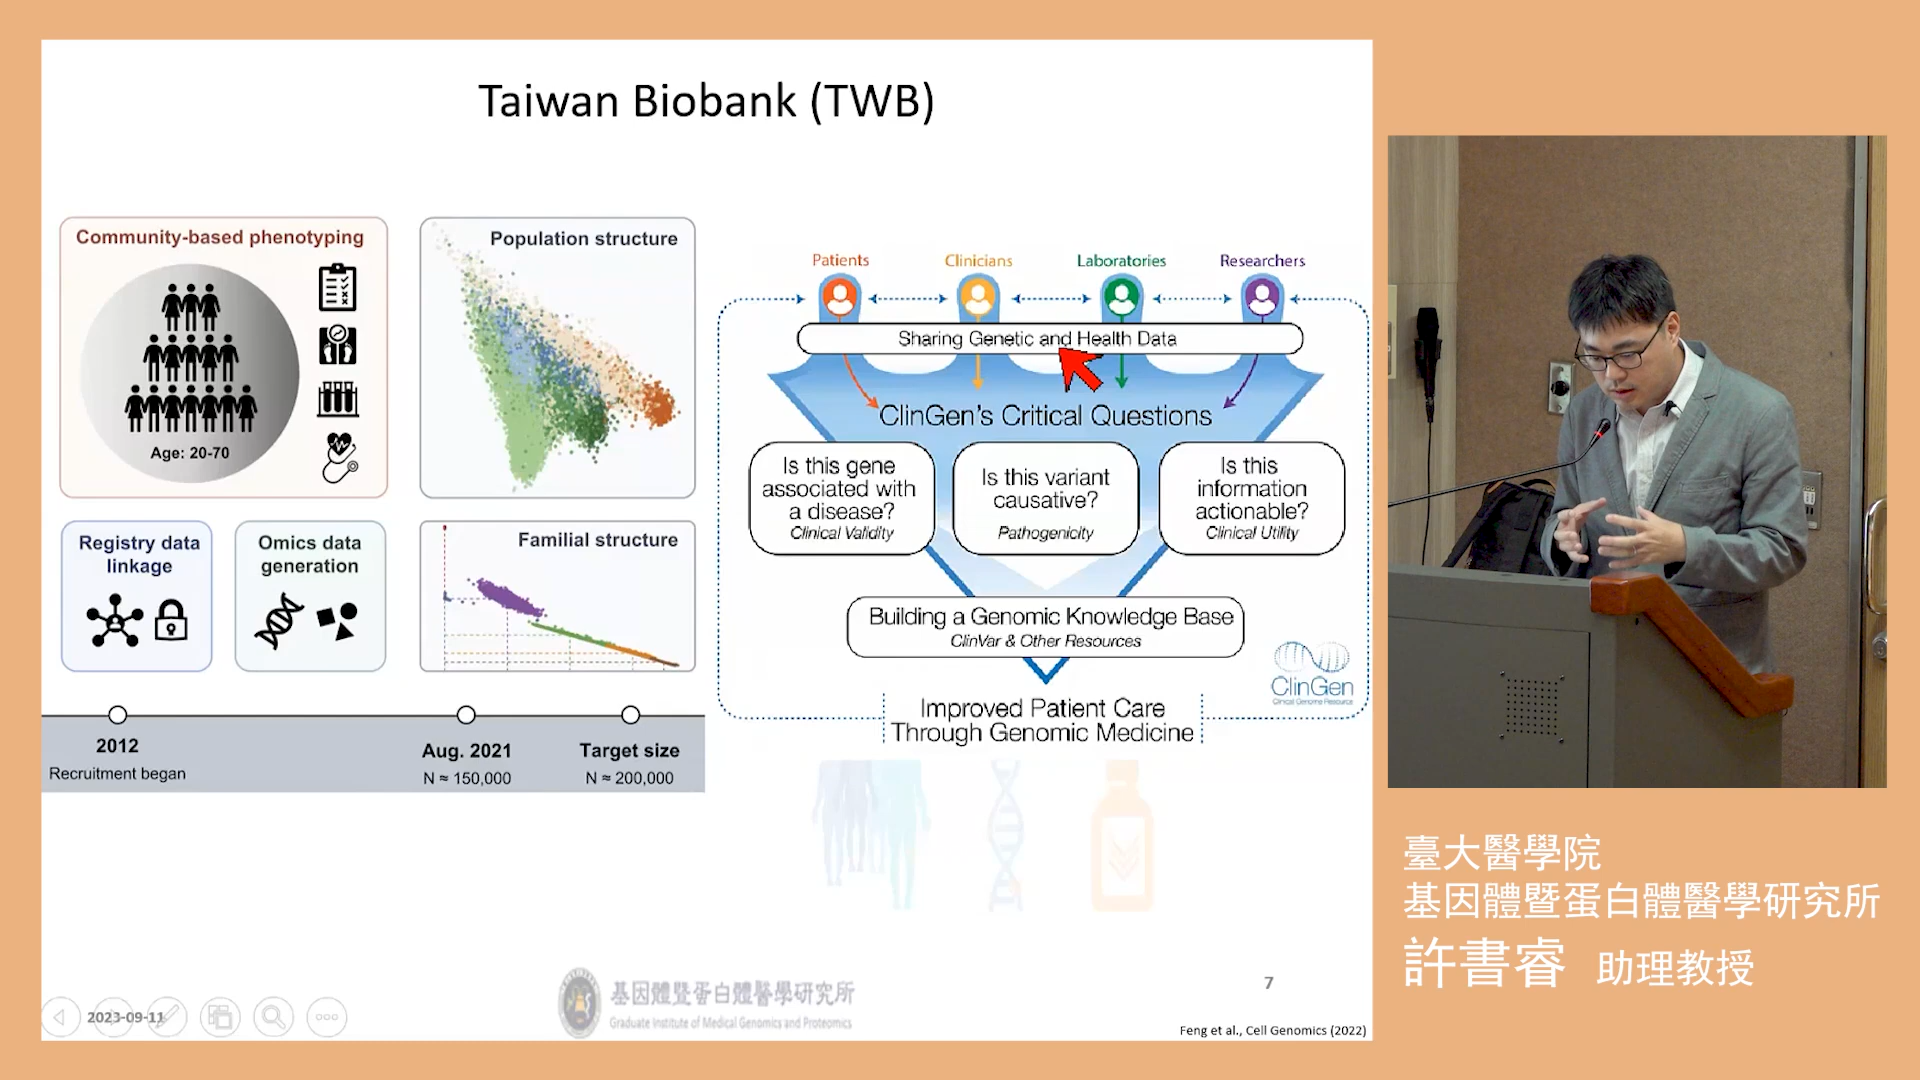 Taiwan Biobank (TWB)
Community-based phenotyping
Age: 20-70
Population structure
Registry data
linkage
Omics data
generation
Familial structure
2012
Recruitment began
Aug. 2021
N ≈ 150,000
Target size
N ≈ 200,000
Patients
Clinicians
Laboratories
Researchers
Sharing Genetic and Health Data
ClinGen's Critical Questions
Is this gene
associated with
a disease?
Clinical Validity
Is this variant
causative?
Pathogenicity
Is this
information
actionable?
Clinical Utility
Building a Genomic Knowledge Base
ClinVar & Other Resources
ClinGen
Clinical Genome Resource
Improved Patient Care
Through Genomic Medicine
2023-09-11
基因體暨蛋白體醫學研究所
Graduate Institute of Medical Genomics and Proteomics
7
Feng et al., Cell Genomics (2022)
臺大醫學院
基因體暨蛋白體醫學研究所
許書睿 助理教授